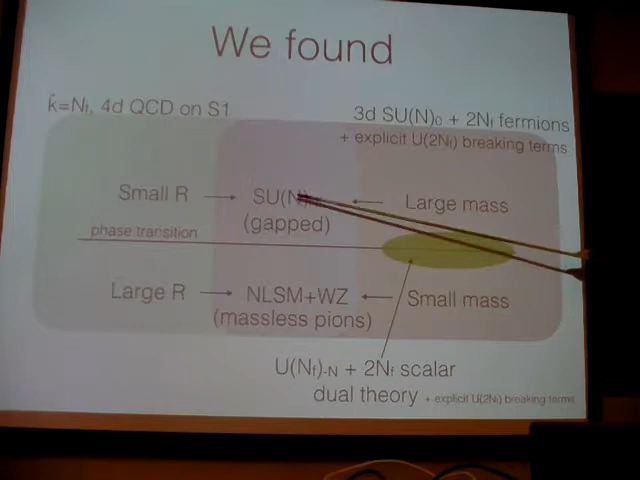 We found
k̃=Nf, 4d QCD on S1
3d SU(N)0 + 2Nf fermions
+ explicit U(2Nf) breaking terms
Small R → SU(N) ← Large mass
(gapped)
phase transition
Large R → NLSM+WZ ← Small mass
(massless pions)
U(Nf)-N + 2Nf scalar
dual theory + explicit U(2Nf) breaking terms